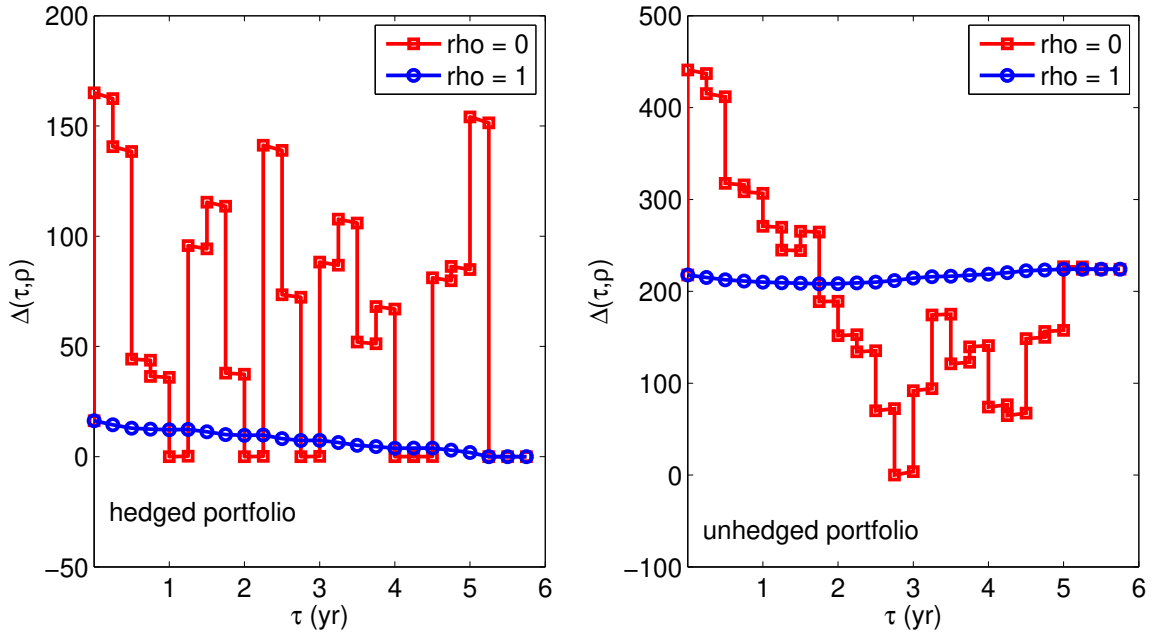 200
150
100
50
0
−50
1
2
3
4
5
6
Δ(τ,ρ)
τ (yr)
rho = 0
rho = 1
hedged portfolio
500
400
300
200
100
0
−100
1
2
3
4
5
6
Δ(τ,ρ)
τ (yr)
rho = 0
rho = 1
unhedged portfolio